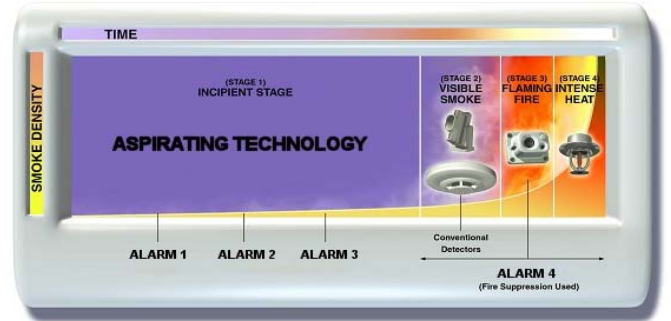 TIME
SMOKE DENSITY
(STAGE 1)
INCIPIENT STAGE
ASPIRATING TECHNOLOGY
(STAGE 2)
VISIBLE
SMOKE
(STAGE 3)
FLAMING
FIRE
(STAGE 4)
INTENSE
HEAT
ALARM 1
ALARM 2
ALARM 3
Conventional
Detectors
ALARM 4
(Fire Suppression Used)